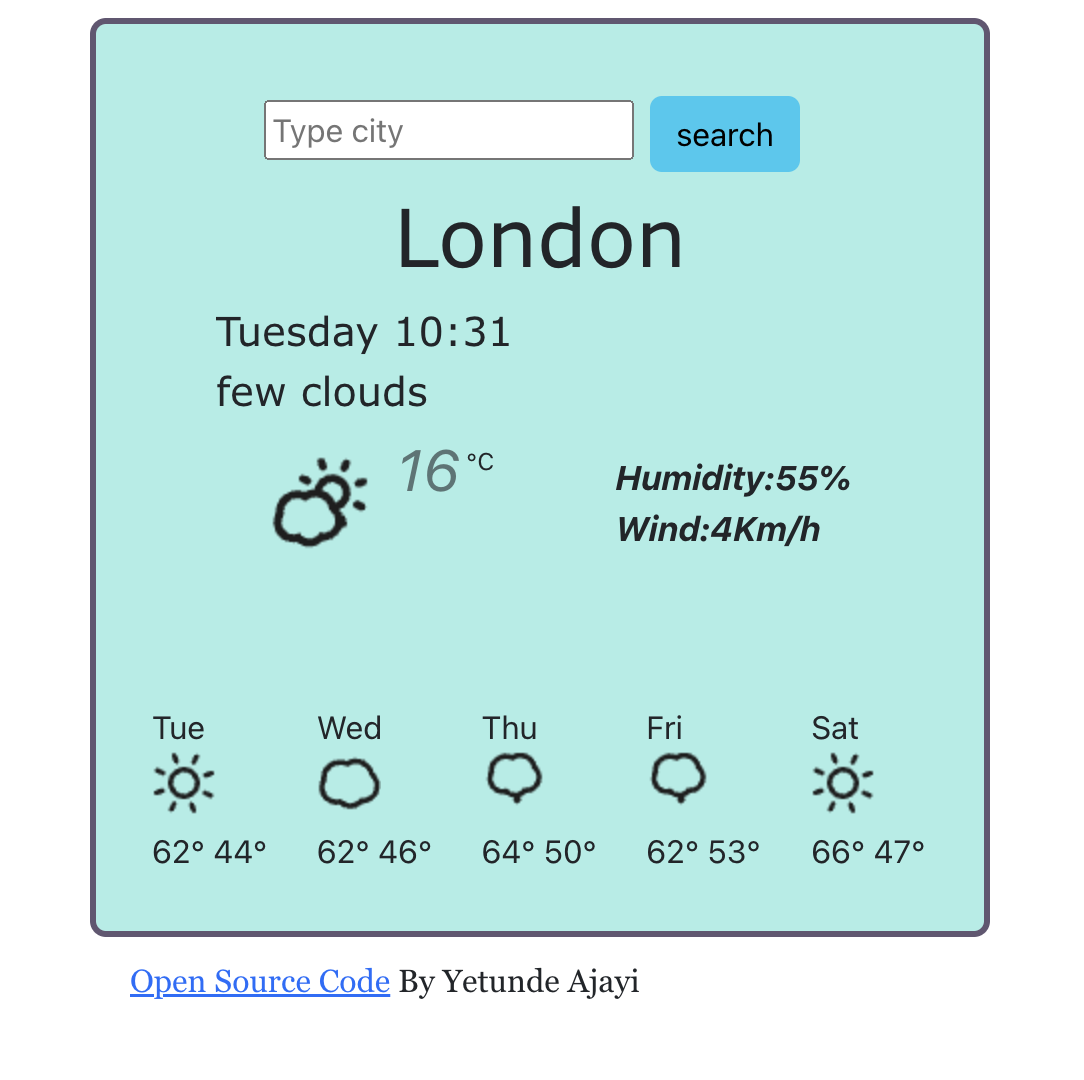 Type city
search
London
Tuesday 10:31
few clouds
16 °C
Humidity:55%
Wind:4Km/h
Tue Wed Thu Fri Sat
62° 44° 62° 46° 64° 50° 62° 53° 66° 47°
Open Source Code By Yetunde Ajayi